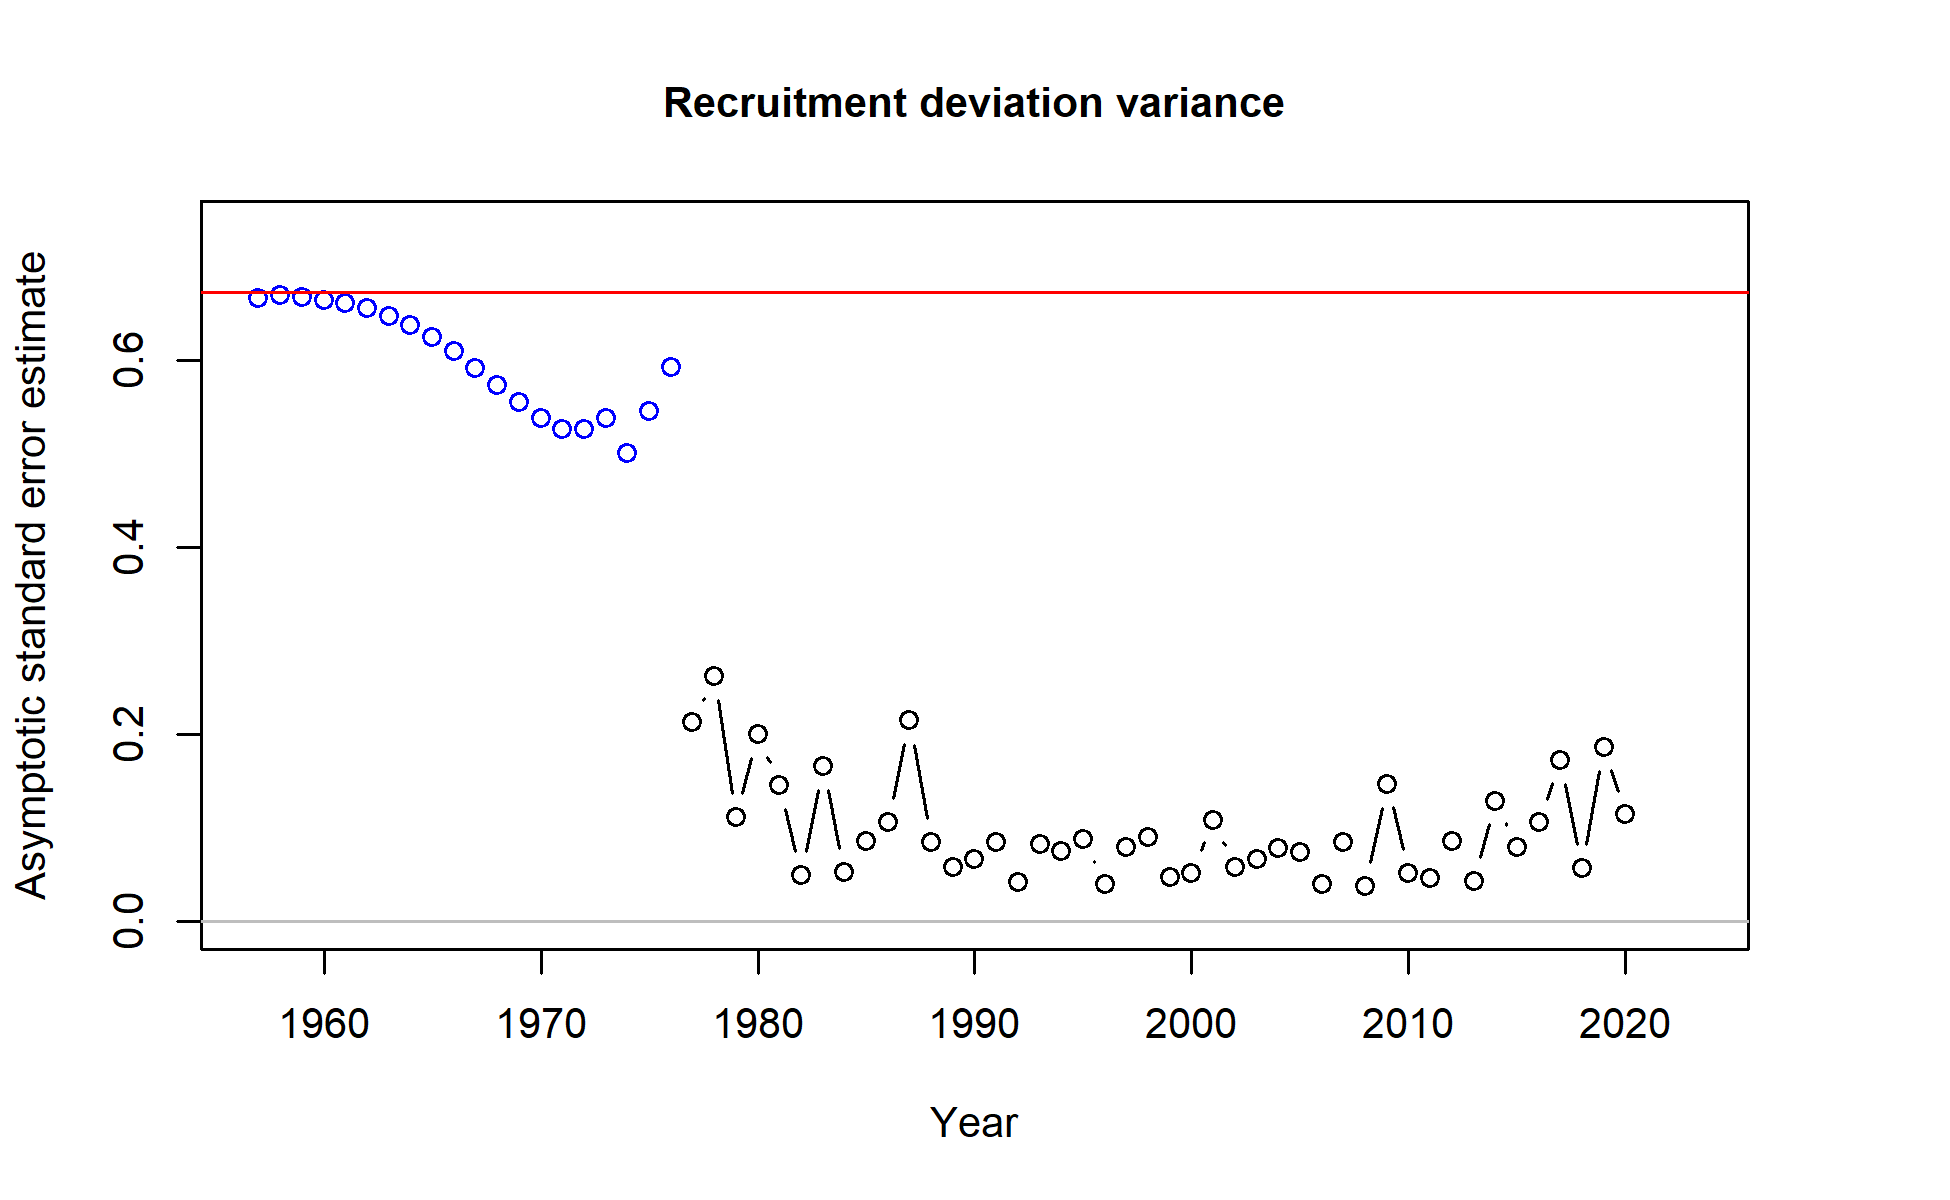 Recruitment deviation variance
Asymptotic standard error estimate
0.6
0.4
0.2
0.0
1960 1970 1980 1990 2000 2010 2020
Year